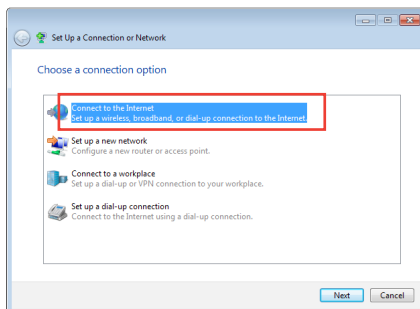 Set Up a Connection or Network
Choose a connection option
Connect to the Internet
Set up a wireless, broadband, or dial-up connection to the Internet.
Set up a new network
Configure a new router or access point.
Connect to a workplace
Set up a dial-up or VPN connection to your workplace.
Set up a dial-up connection
Connect to the Internet using a dial-up connection.
Next Cancel